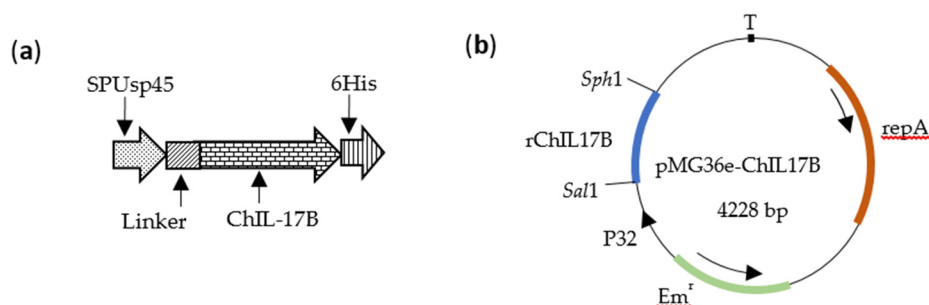 (a)
SPUsp45
6His
Linker
ChIL-17B
(b)
T
Sph1
rChIL17B
repA
pMG36e-ChIL17B
Sal1
4228 bp
P32
Emʳ